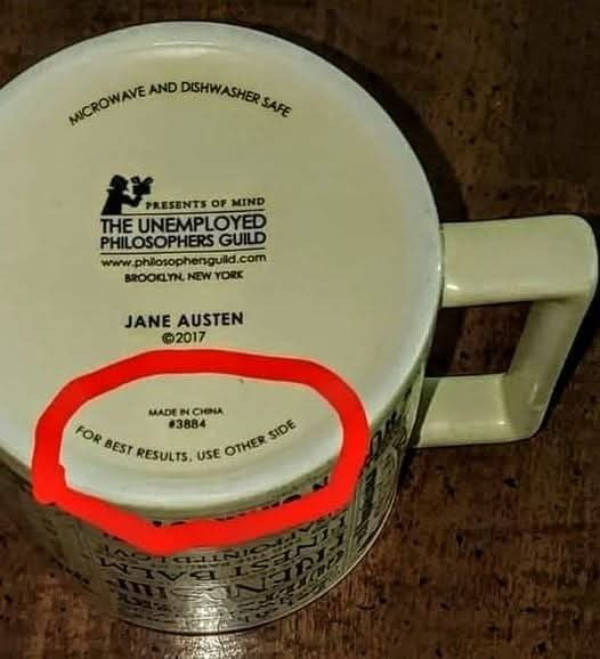 MICROWAVE AND DISHWASHER SAFE
PRESENTS OF MIND
THE UNEMPLOYED
PHILOSOPHERS GUILD
www.philosophersguild.com
BROOKLYN, NEW YORK
JANE AUSTEN
©2017
MADE IN CHINA
#3884
FOR BEST RESULTS, USE OTHER SIDE